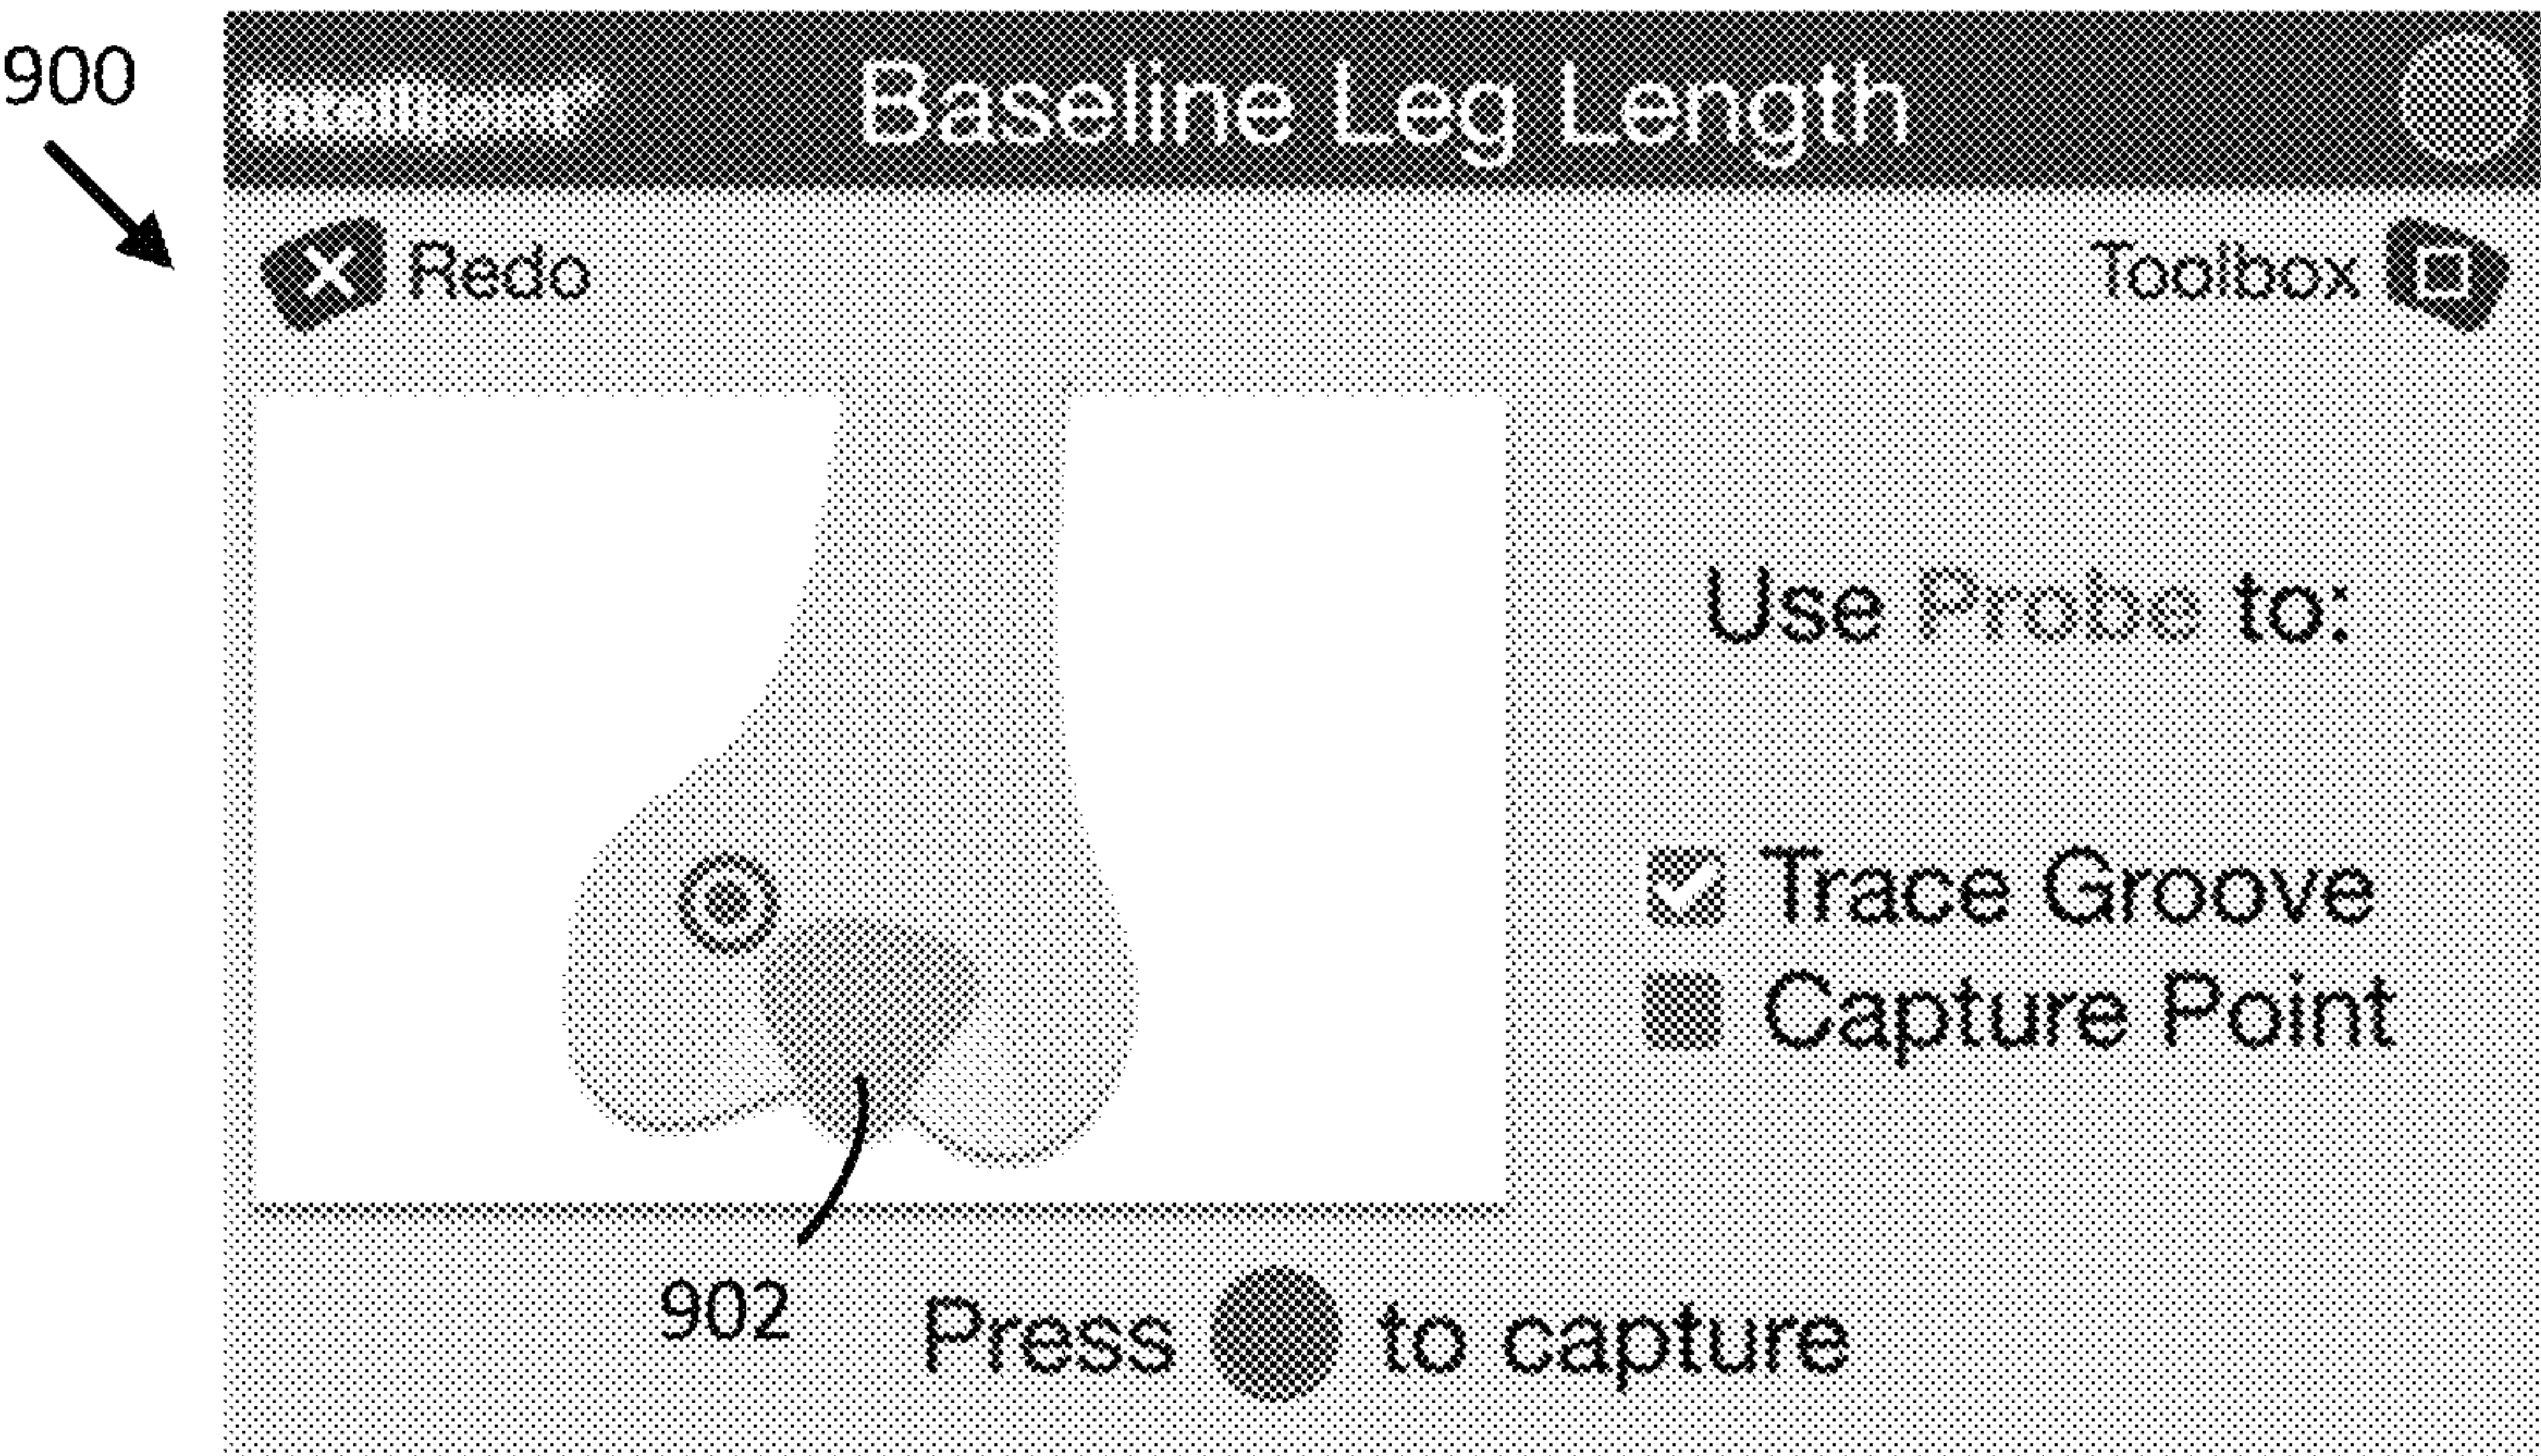 900
Baseline Leg Length
Redo
Toolbox
Use Probe to:
Trace Groove
Capture Point
902
Press to capture